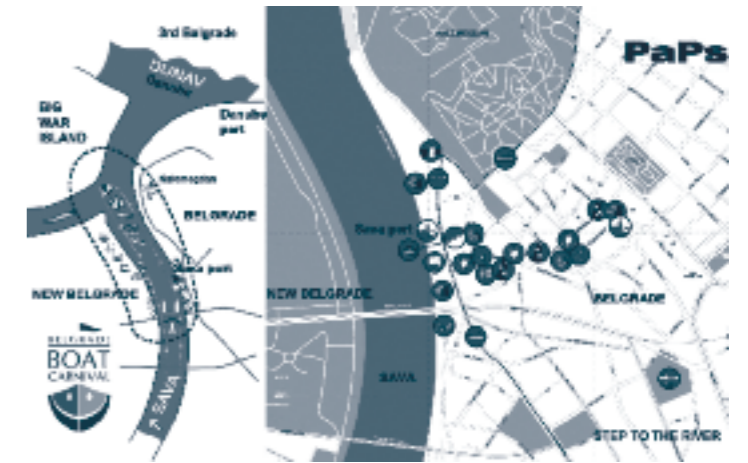 3rd Belgrade
DUNAV
Danube
BIG
WAR
ISLAND
Danube
port
BELGRADE
Sava port
NEW BELGRADE
BELGRADE
BOAT
CARNIVAL
SAVA
PaPs
Sava port
NEW BELGRADE
BELGRADE
SAVA
STEP TO THE RIVER